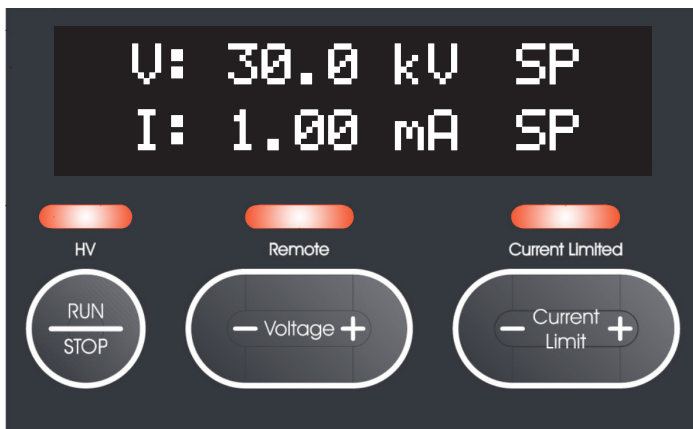 V: 30.0 kV SP
I: 1.00 mA SP
HV Remote Current Limited
RUN
STOP
− Voltage +
− Current Limit +